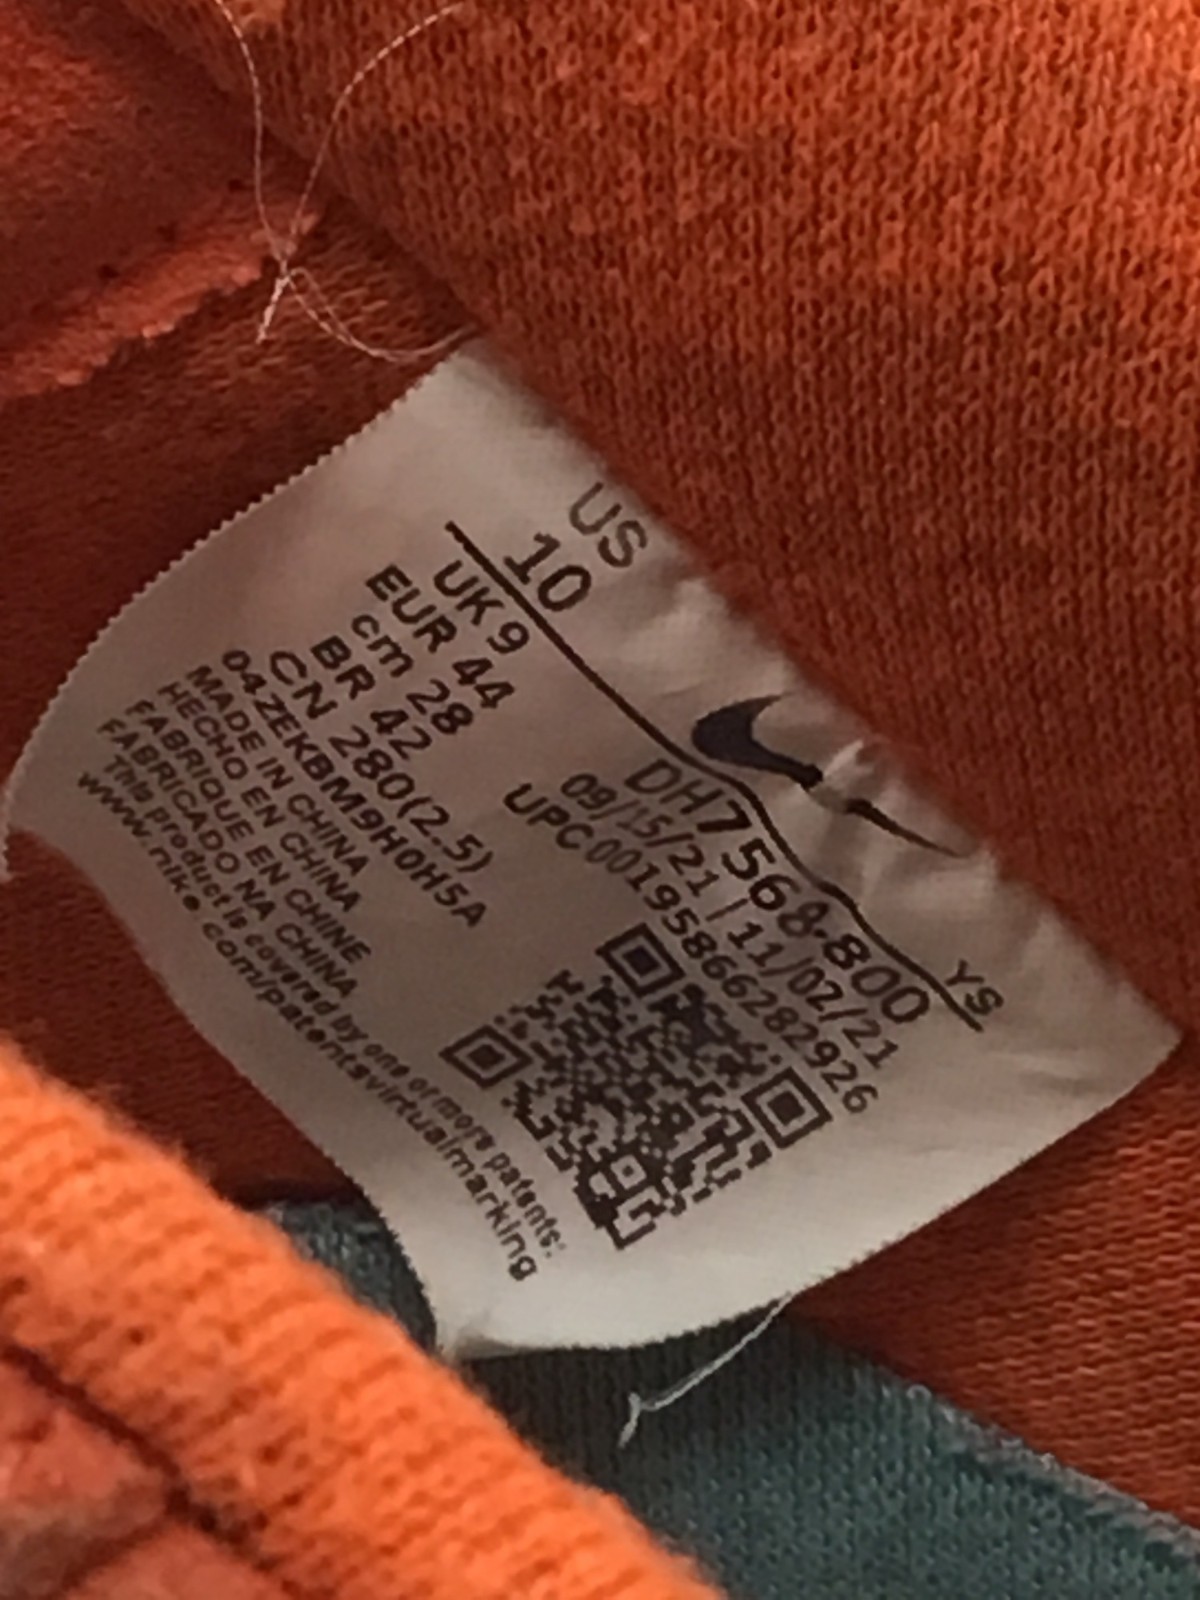 US
10
UK 9
EUR 44
cm 28
BR 42
CN 280(2.5)
04ZEKBM9H0H5A
MADE IN CHINA
HECHO EN CHINA
FABRIQUE EN CHINE
FABRICADO NA CHINA
This product is covered by one or more patents:
www.nike.com/patentsvirtualmarking
YS
DH7568-800
09/15/21 | 11/02/21
UPC 00195866282926